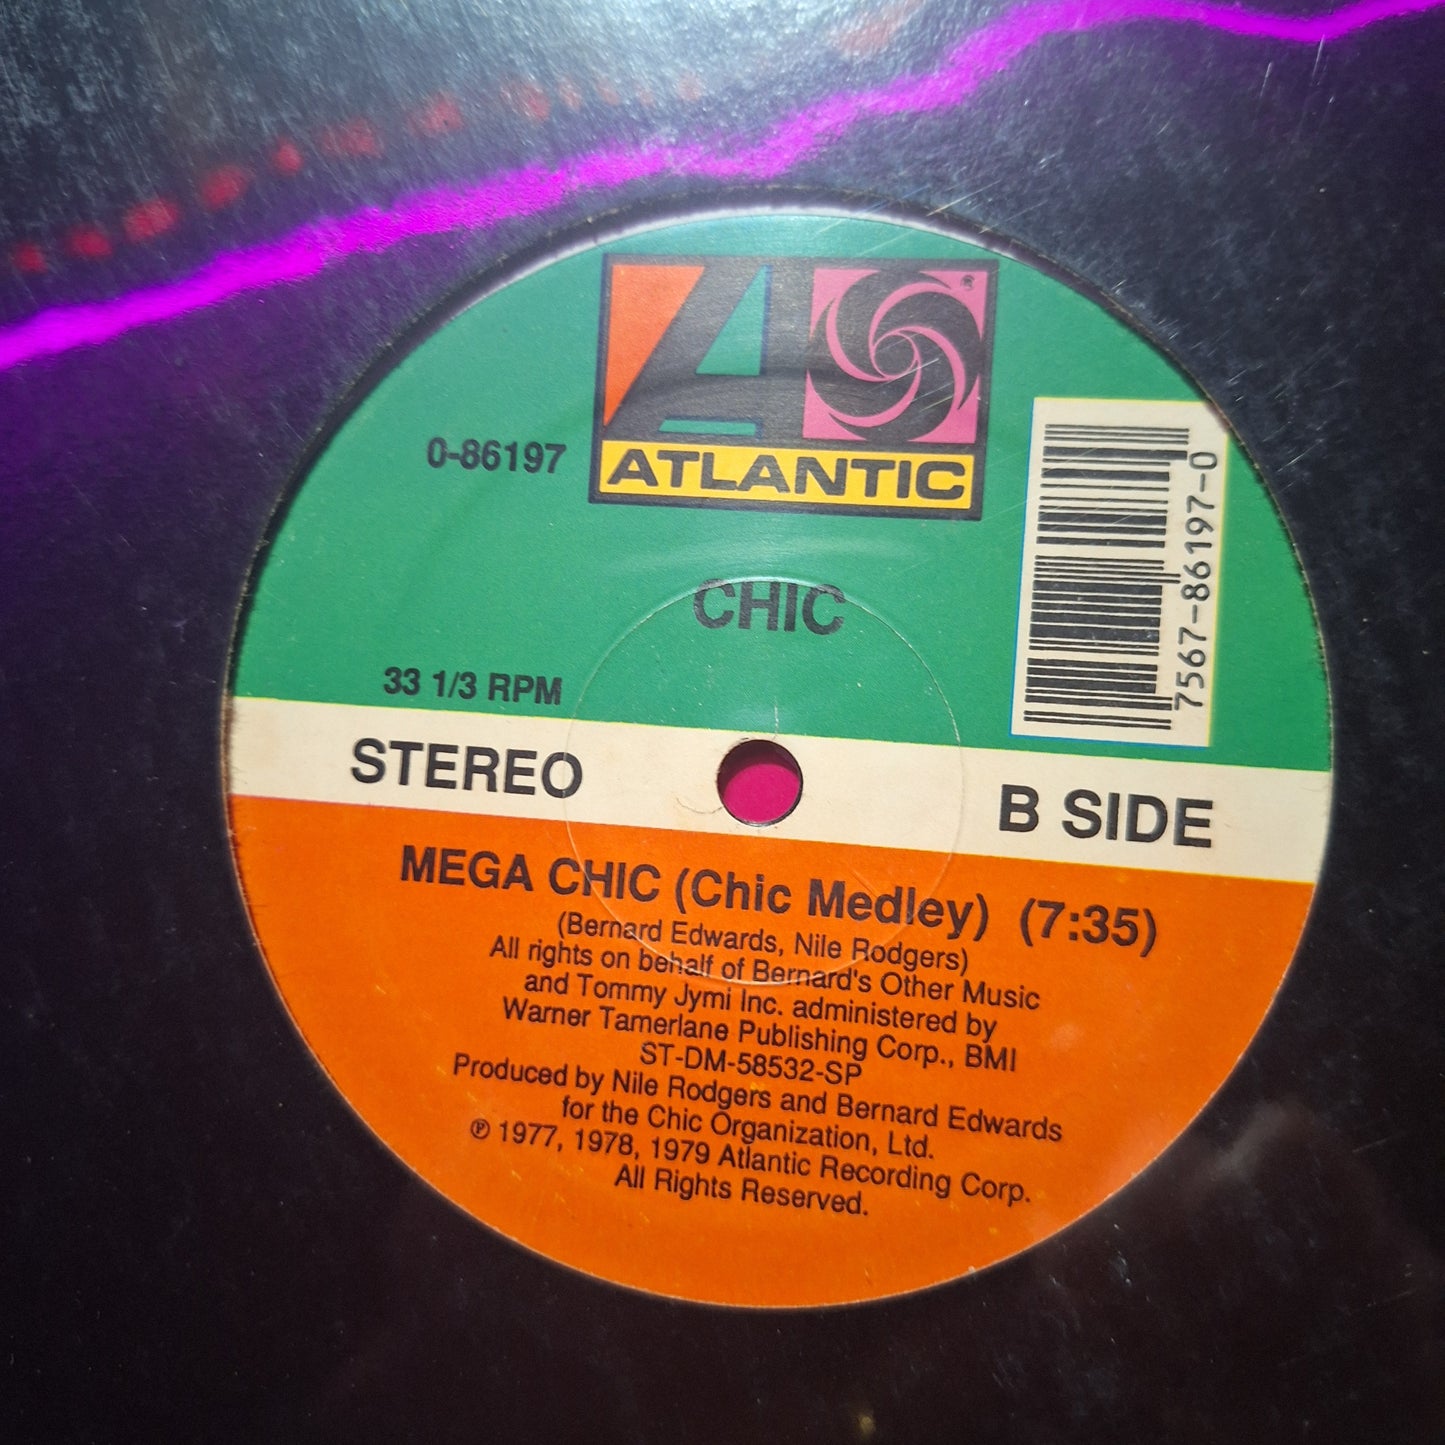 ATLANTIC
0-86197
7567-86197-0
CHIC
33 1/3 RPM
STEREO
B SIDE
MEGA CHIC (Chic Medley) (7:35)
(Bernard Edwards, Nile Rodgers)
All rights on behalf of Bernard's Other Music
and Tommy Jymi Inc. administered by
Warner Tamerlane Publishing Corp., BMI
ST-DM-58532-SP
Produced by Nile Rodgers and Bernard Edwards
for the Chic Organization, Ltd.
℗ 1977, 1978, 1979 Atlantic Recording Corp.
All Rights Reserved.